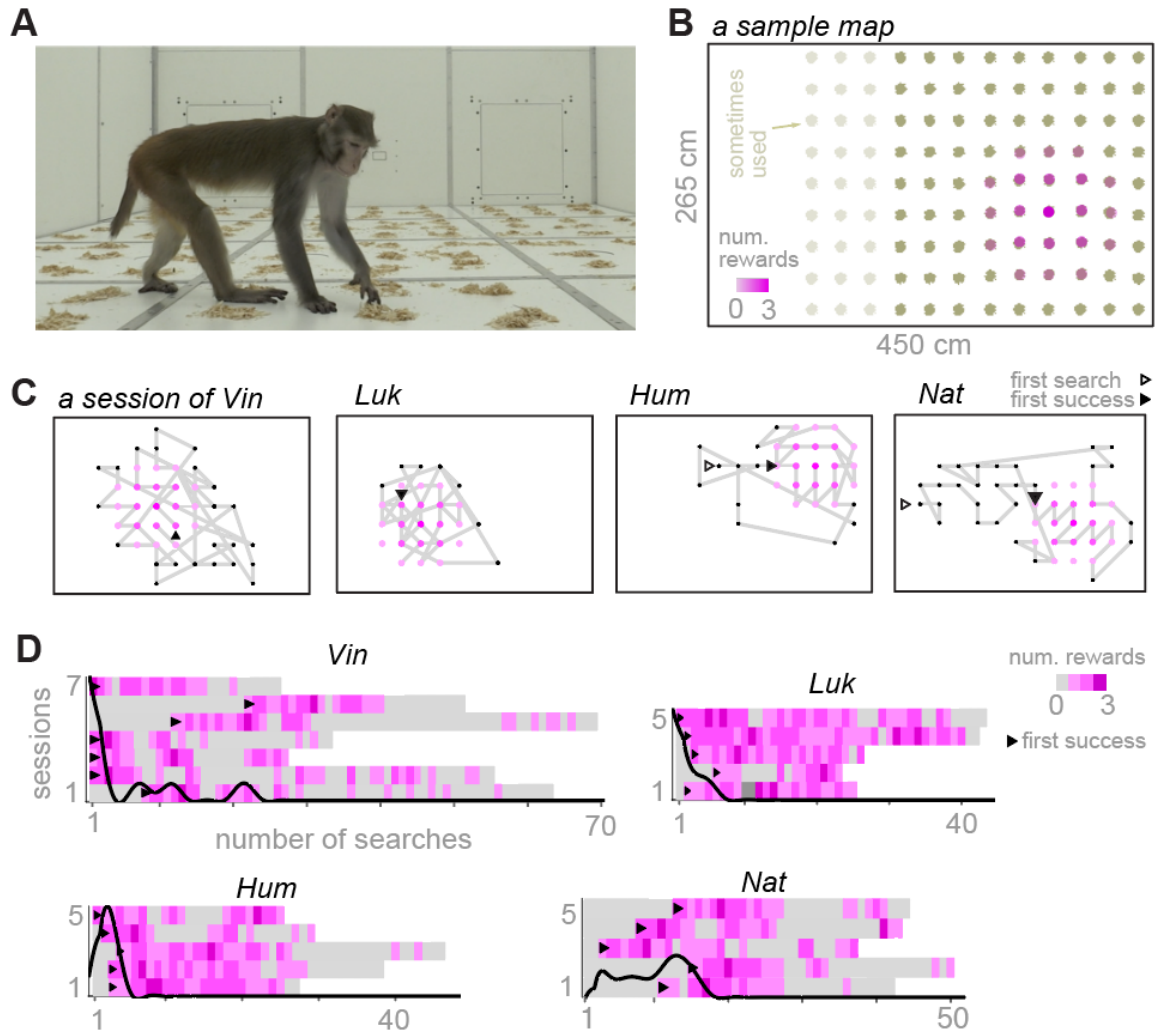 A
B
a sample map
sometimes
used
265 cm
num.
rewards
0 3
450 cm
C
a session of Vin
Luk
Hum
Nat
first search
first success
D
Vin
7
sessions
1
1
number of searches
70
Luk
5
1
1
40
num. rewards
0
3
first success
Hum
5
1
1
40
Nat
5
1
1
50